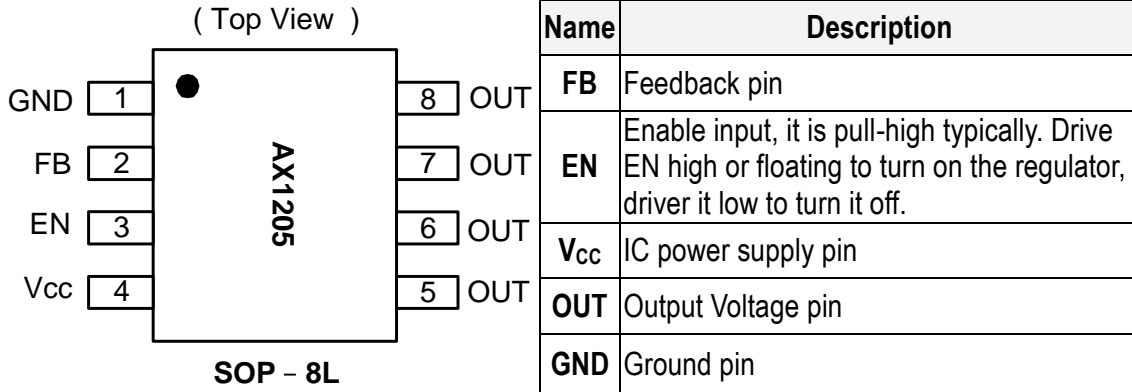 ( Top View )
GND 1
8 OUT
FB 2
7 OUT
EN 3
6 OUT
Vcc 4
5 OUT
AX1205
SOP – 8L
Name Description
FB Feedback pin
EN Enable input, it is pull-high typically. Drive
EN high or floating to turn on the regulator,
driver it low to turn it off.
VCC IC power supply pin
OUT Output Voltage pin
GND Ground pin